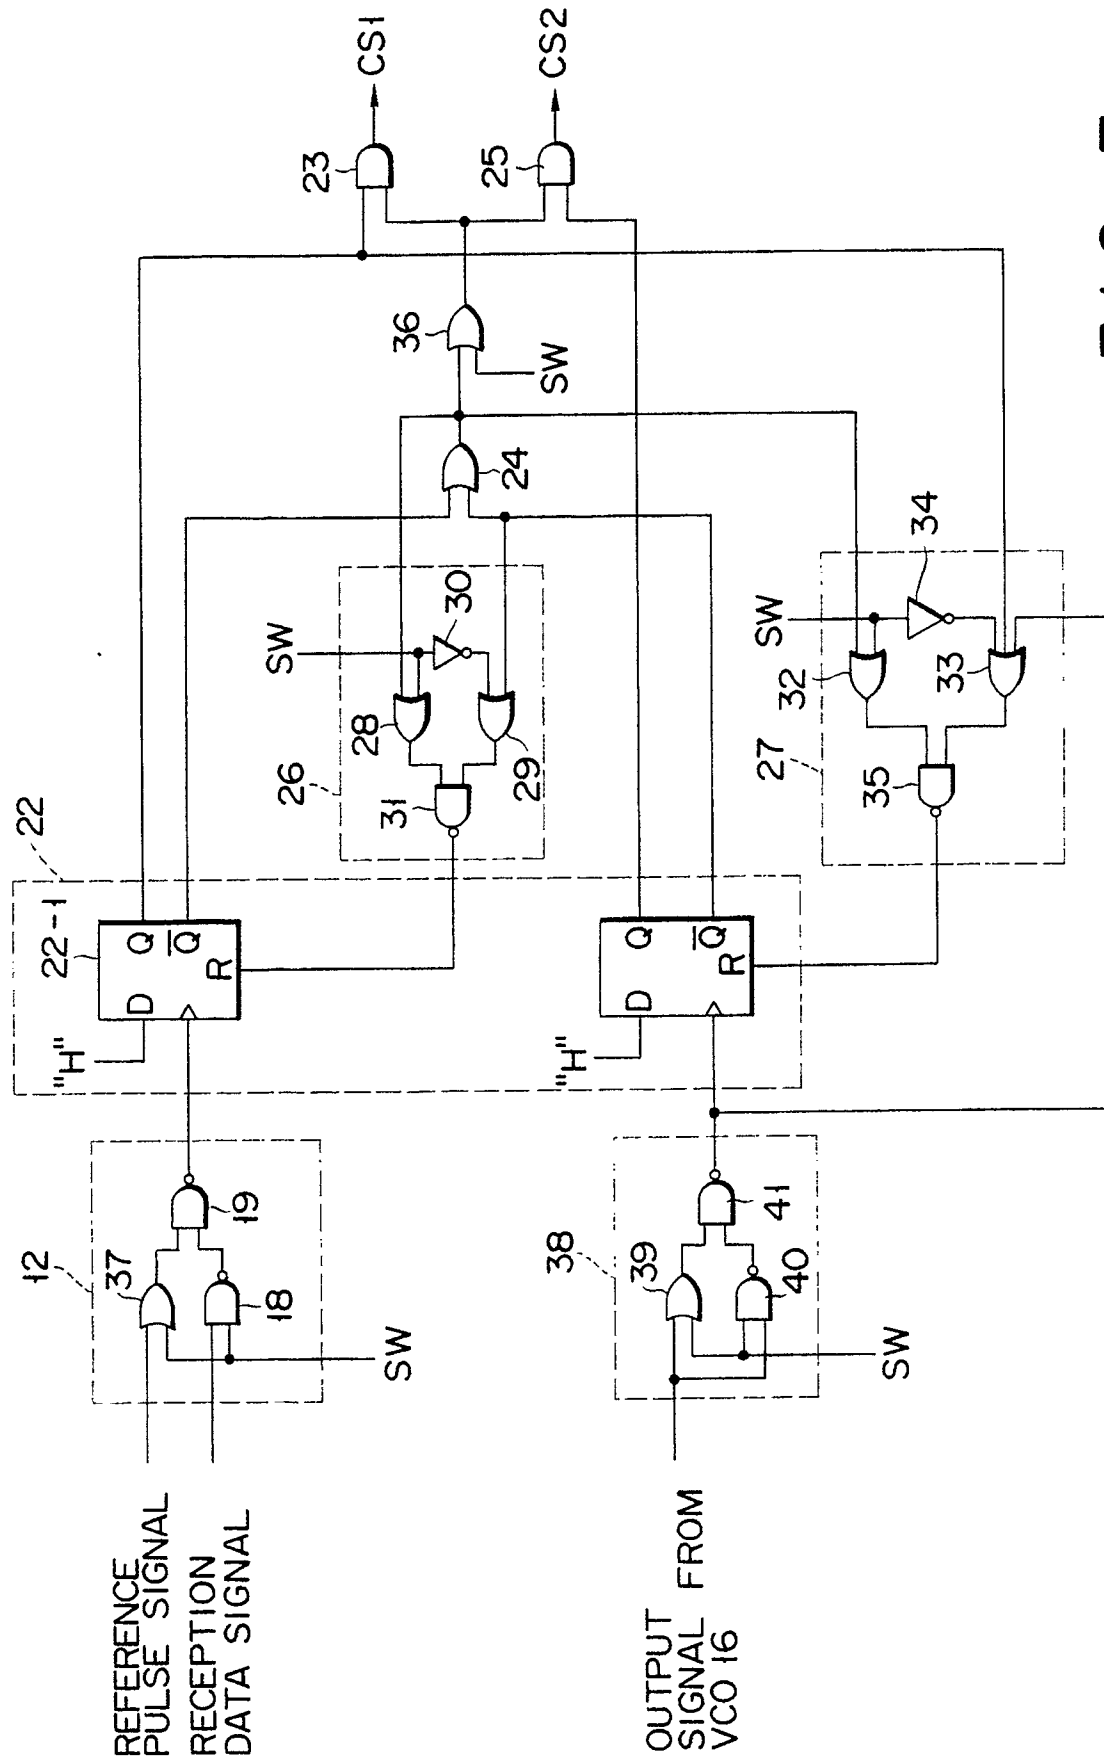 REFERENCE
PULSE SIGNAL
RECEPTION
DATA SIGNAL
12
37
19
18
SW
"H"
22
22-1
D
Q
Q
R
26
SW
28
30
29
31
24
36
SW
23
CS1
25
CS2
OUTPUT
SIGNAL FROM
VCO 16
38
39
41
40
SW
"H"
D
Q
Q
R
27
SW
32
34
33
35